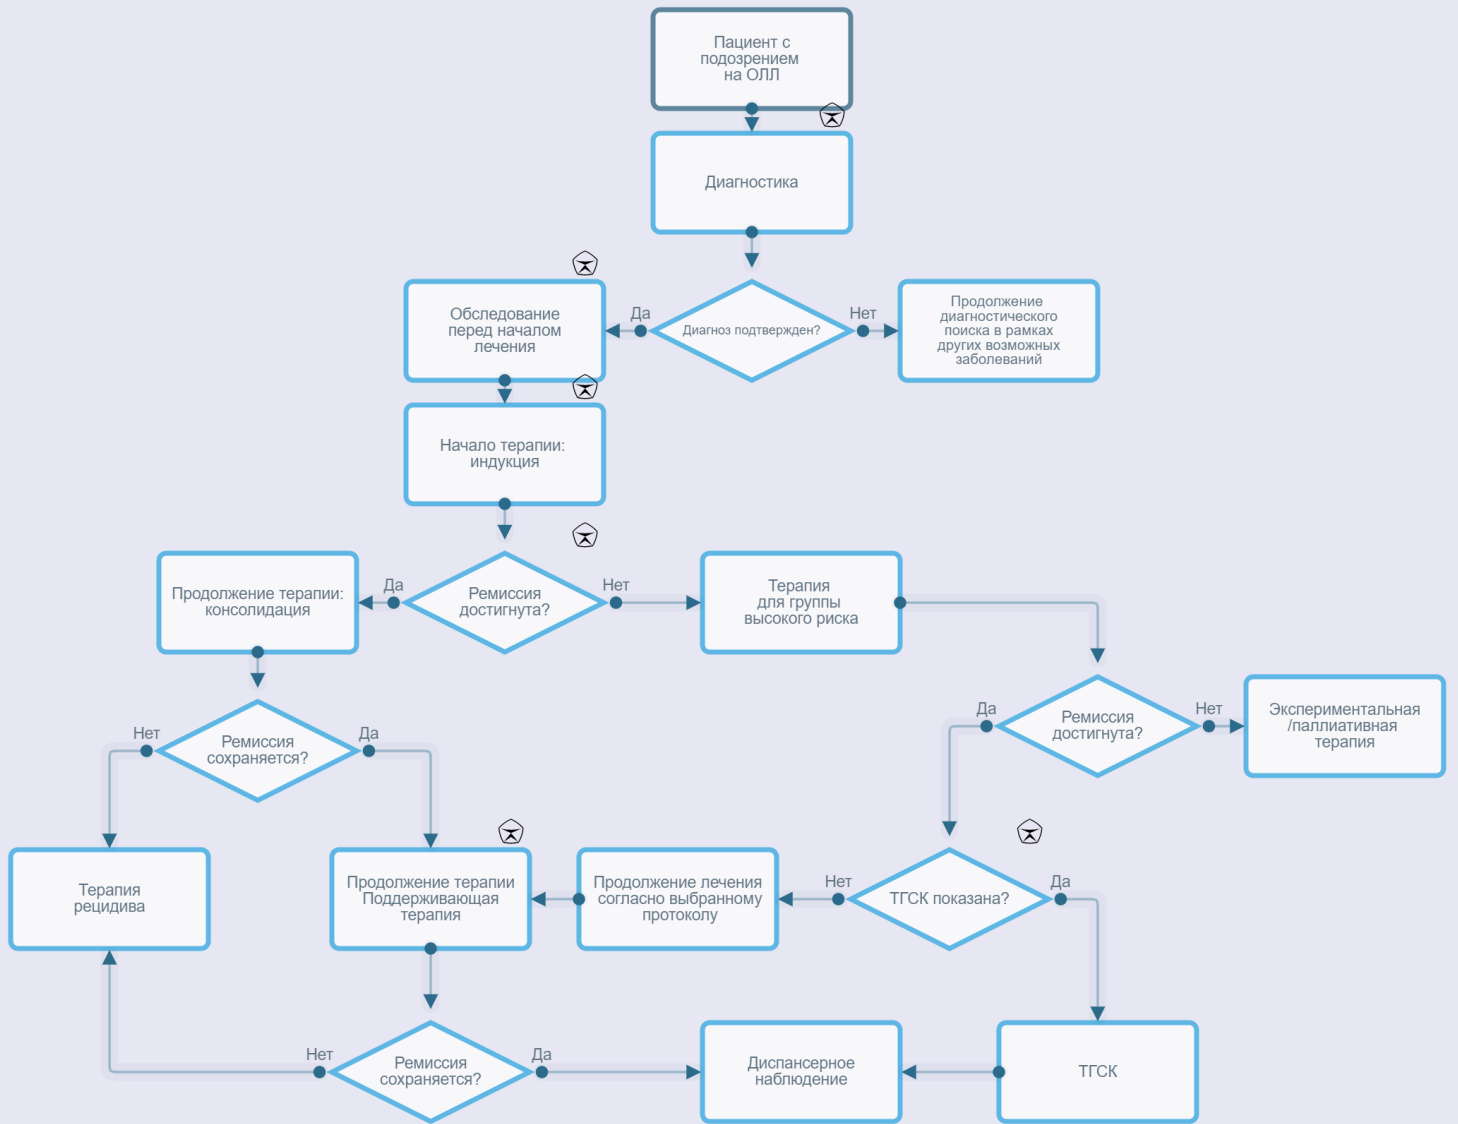 Пациент с
подозрением
на ОЛЛ
Диагностика
Диагноз подтвержден?
Да
Нет
Обследование
перед началом
лечения
Продолжение
диагностического
поиска в рамках
других возможных
заболеваний
Начало терапии:
индукция
Ремиссия
достигнута?
Да
Нет
Продолжение терапии:
консолидация
Терапия
для группы
высокого риска
Ремиссия
сохраняется?
Нет
Да
Ремиссия
достигнута?
Да
Нет
Экспериментальная
/паллиативная
терапия
Терапия
рецидива
Продолжение терапии
Поддерживающая
терапия
Продолжение лечения
согласно выбранному
протоколу
Нет
ТГСК показана?
Да
Нет
Ремиссия
сохраняется?
Да
Диспансерное
наблюдение
ТГСК